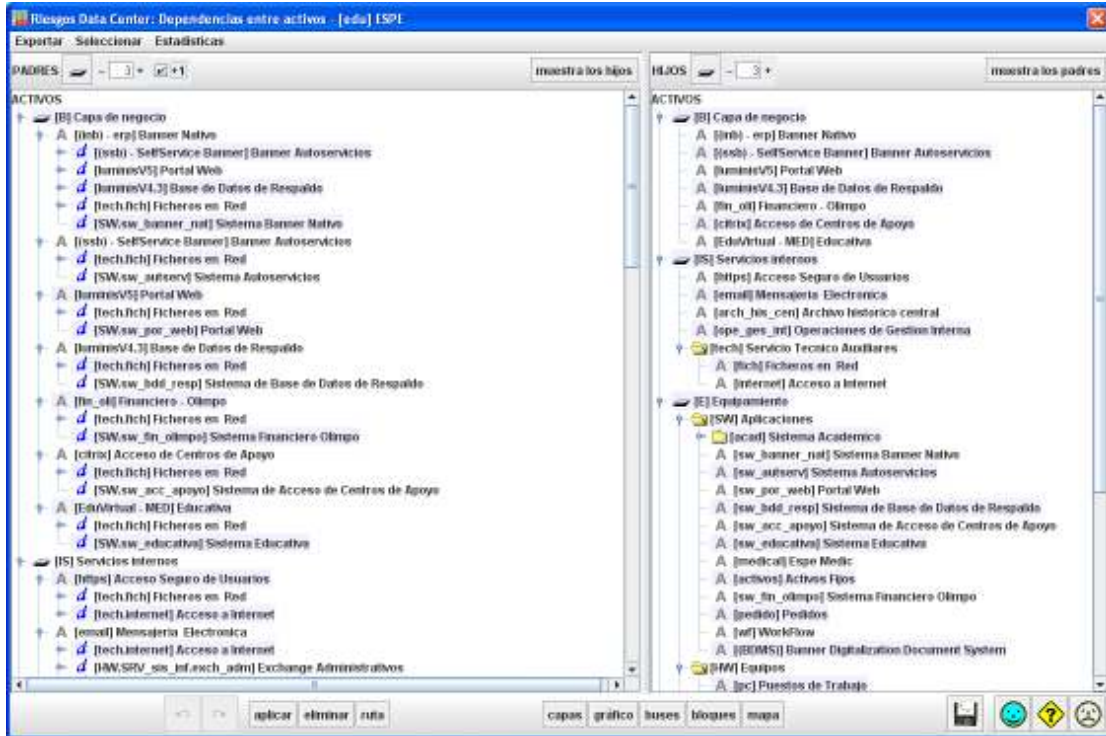 Riesgos Data Center: Dependencias entre activos - [edu] ESPE
Exportar Seleccionar Estadísticas
PADRES - 3 + +1 muestra los hijos
ACTIVOS
[B] Capa de negocio
A [(inb) - erp] Banner Nativo
d [(ssb) - SelfService Banner] Banner Autoservicios
d [luminisV5] Portal Web
d [luminisV4.3] Base de Datos de Respaldo
d [tech.fich] Ficheros en Red
d [SW.sw_banner_nat] Sistema Banner Nativo
A [(ssb) - SelfService Banner] Banner Autoservicios
d [tech.fich] Ficheros en Red
d [SW.sw_autserv] Sistema Autoservicios
A [luminisV5] Portal Web
d [tech.fich] Ficheros en Red
d [SW.sw_por_web] Portal Web
A [luminisV4.3] Base de Datos de Respaldo
d [tech.fich] Ficheros en Red
d [SW.sw_bdd_resp] Sistema de Base de Datos de Respaldo
A [fin_oli] Financiero - Olimpo
d [tech.fich] Ficheros en Red
d [SW.sw_fin_olimpo] Sistema Financiero Olimpo
A [citrix] Acceso de Centros de Apoyo
d [tech.fich] Ficheros en Red
d [SW.sw_acc_apoyo] Sistema de Acceso de Centros de Apoyo
A [EduVirtual - MED] Educativa
d [tech.fich] Ficheros en Red
d [SW.sw_educativa] Sistema Educativa
[IS] Servicios internos
A [https] Acceso Seguro de Usuarios
d [tech.fich] Ficheros en Red
d [tech.internet] Acceso a Internet
A [email] Mensajeria Electronica
d [tech.internet] Acceso a Internet
d [HW.SRV_sis_inf.exch_adm] Exchange Administrativos
HIJOS - 3 + muestra los padres
ACTIVOS
[B] Capa de negocio
A [(inb) - erp] Banner Nativo
A [(ssb) - SelfService Banner] Banner Autoservicios
A [luminisV5] Portal Web
A [luminisV4.3] Base de Datos de Respaldo
A [fin_oli] Financiero - Olimpo
A [citrix] Acceso de Centros de Apoyo
A [EduVirtual - MED] Educativa
[IS] Servicios internos
A [https] Acceso Seguro de Usuarios
A [email] Mensajeria Electronica
A [arch_his_cen] Archivo historico central
A [ope_ges_int] Operaciones de Gestion Interna
[tech] Servicio Tecnico Auxiliares
A [fich] Ficheros en Red
A [internet] Acceso a Internet
[E] Equipamiento
[SW] Aplicaciones
[acad] Sistema Academico
A [sw_banner_nat] Sistema Banner Nativo
A [sw_autserv] Sistema Autoservicios
A [sw_por_web] Portal Web
A [sw_bdd_resp] Sistema de Base de Datos de Respaldo
A [sw_acc_apoyo] Sistema de Acceso de Centros de Apoyo
A [sw_educativa] Sistema Educativa
A [medical] Espe Medic
A [activos] Activos Fijos
A [sw_fin_olimpo] Sistema Financiero Olimpo
A [pedido] Pedidos
A [wf] WorkFlow
A [(BDMS)] Banner Digitalization Document System
[HW] Equipos
A [pc] Puestos de Trabajo
aplicar eliminar ruta capas gráfico buses bloques mapa